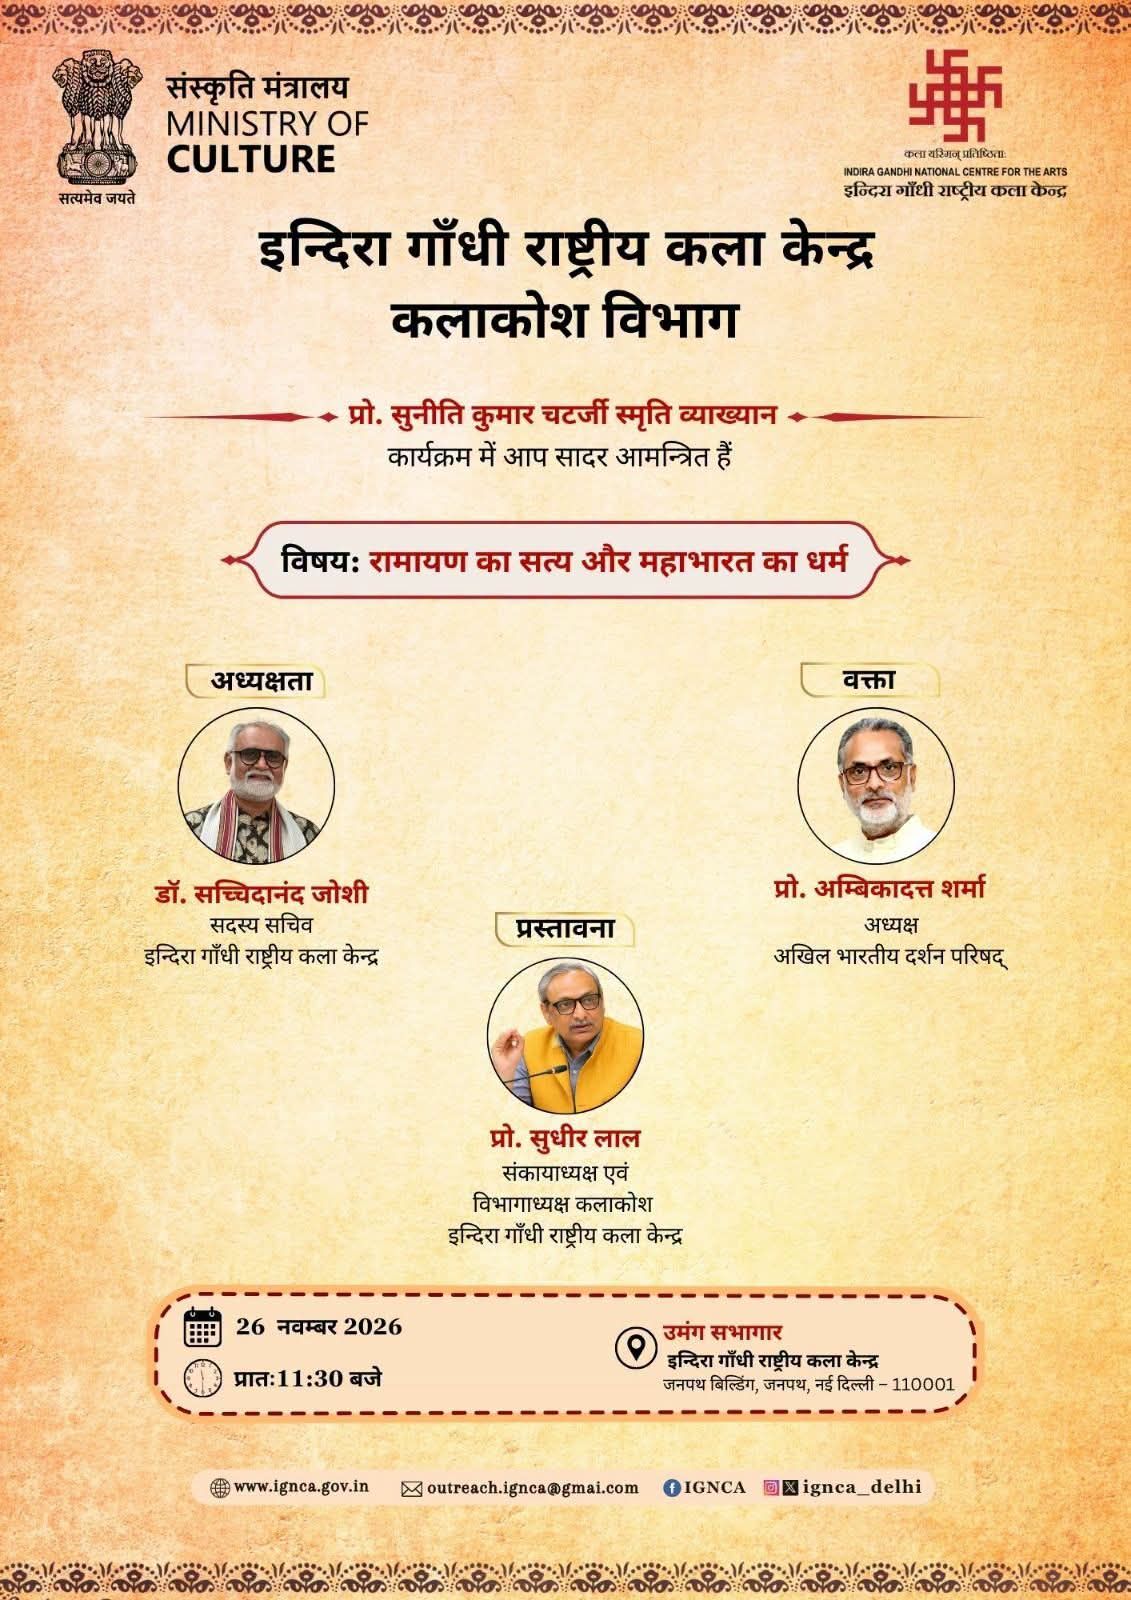 संस्कृति मंत्रालय
MINISTRY OF
CULTURE
सत्यमेव जयते
कला यस्मिन् प्रतिष्ठिताः
INDIRA GANDHI NATIONAL CENTRE FOR THE ARTS
इन्दिरा गाँधी राष्ट्रीय कला केन्द्र
इन्दिरा गाँधी राष्ट्रीय कला केन्द्र
कलाकोश विभाग
प्रो. सुनीति कुमार चटर्जी स्मृति व्याख्यान
कार्यक्रम में आप सादर आमन्त्रित हैं
विषय: रामायण का सत्य और महाभारत का धर्म
अध्यक्षता
डॉ. सच्चिदानंद जोशी
सदस्य सचिव
इन्दिरा गाँधी राष्ट्रीय कला केन्द्र
वक्ता
प्रो. अम्बिकादत्त शर्मा
अध्यक्ष
अखिल भारतीय दर्शन परिषद्
प्रस्तावना
प्रो. सुधीर लाल
संकायाध्यक्ष एवं
विभागाध्यक्ष कलाकोश
इन्दिरा गाँधी राष्ट्रीय कला केन्द्र
26 नवम्बर 2026
प्रातः11:30 बजे
उमंग सभागार
इन्दिरा गाँधी राष्ट्रीय कला केन्द्र
जनपथ बिल्डिंग, जनपथ, नई दिल्ली – 110001
www.ignca.gov.in outreach.ignca@gmai.com IGNCA ignca_delhi